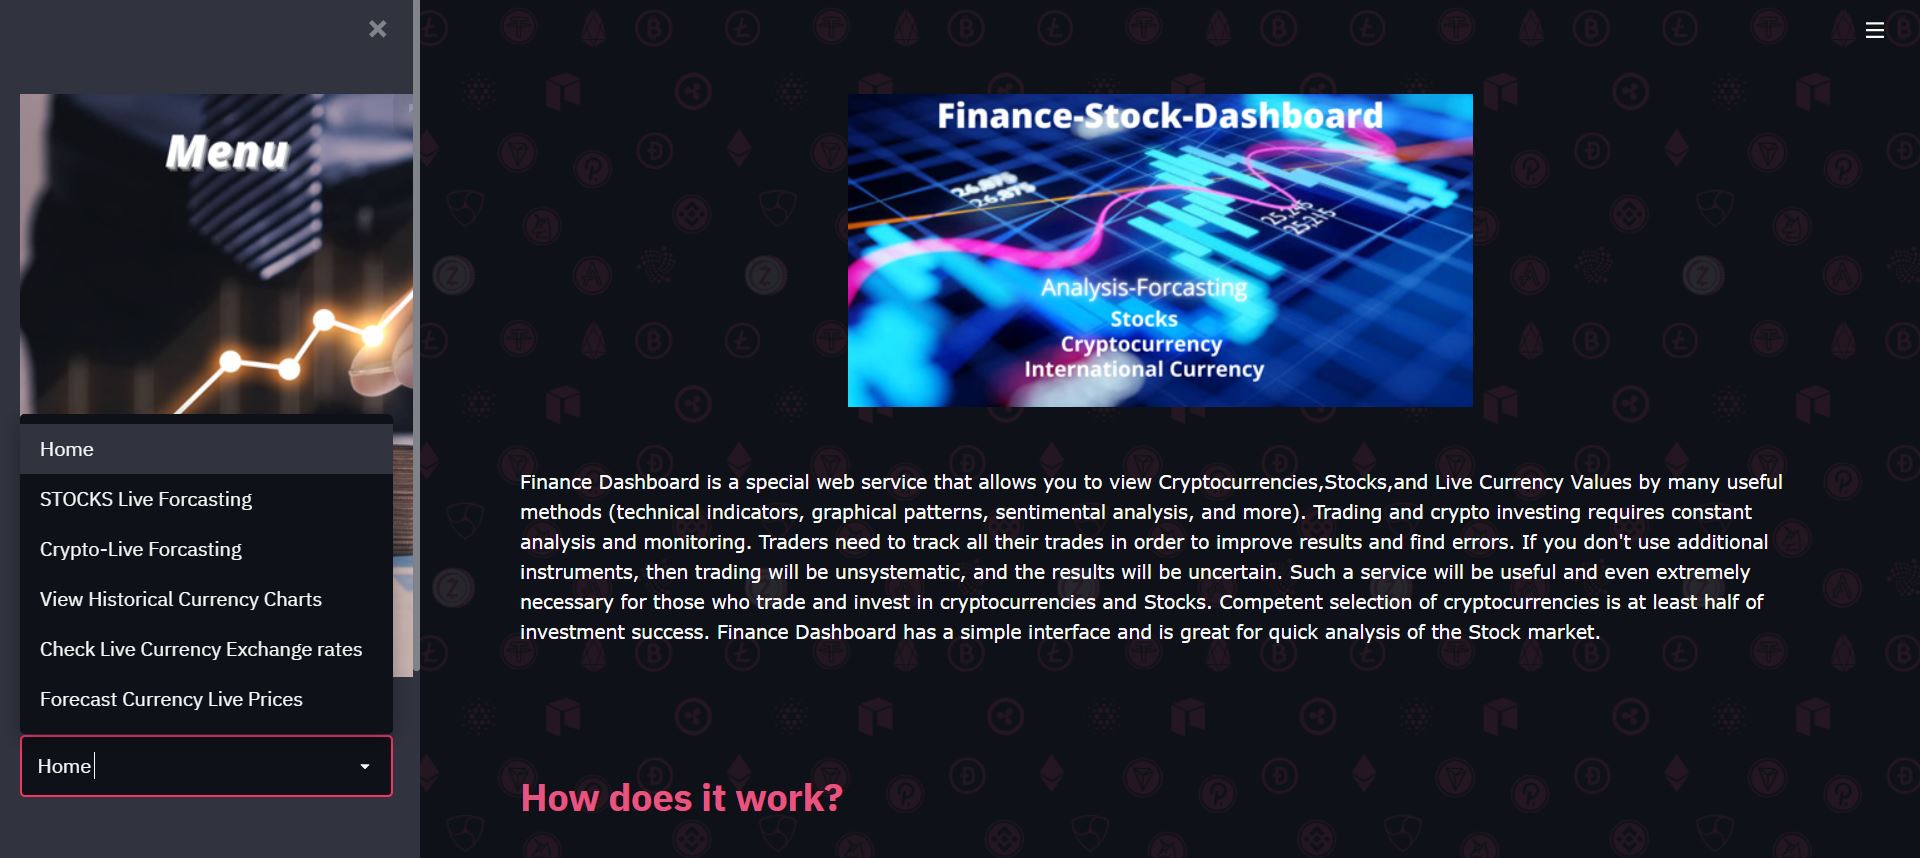 Menu
Home
STOCKS Live Forcasting
Crypto-Live Forcasting
View Historical Currency Charts
Check Live Currency Exchange rates
Forecast Currency Live Prices
Home
Finance-Stock-Dashboard
26,875
26,875
25,215
Analysis-Forcasting
Stocks
Cryptocurrency
International Currency
Finance Dashboard is a special web service that allows you to view Cryptocurrencies,Stocks,and Live Currency Values by many useful
methods (technical indicators, graphical patterns, sentimental analysis, and more). Trading and crypto investing requires constant
analysis and monitoring. Traders need to track all their trades in order to improve results and find errors. If you don't use additional
instruments, then trading will be unsystematic, and the results will be uncertain. Such a service will be useful and even extremely
necessary for those who trade and invest in cryptocurrencies and Stocks. Competent selection of cryptocurrencies is at least half of
investment success. Finance Dashboard has a simple interface and is great for quick analysis of the Stock market.
How does it work?